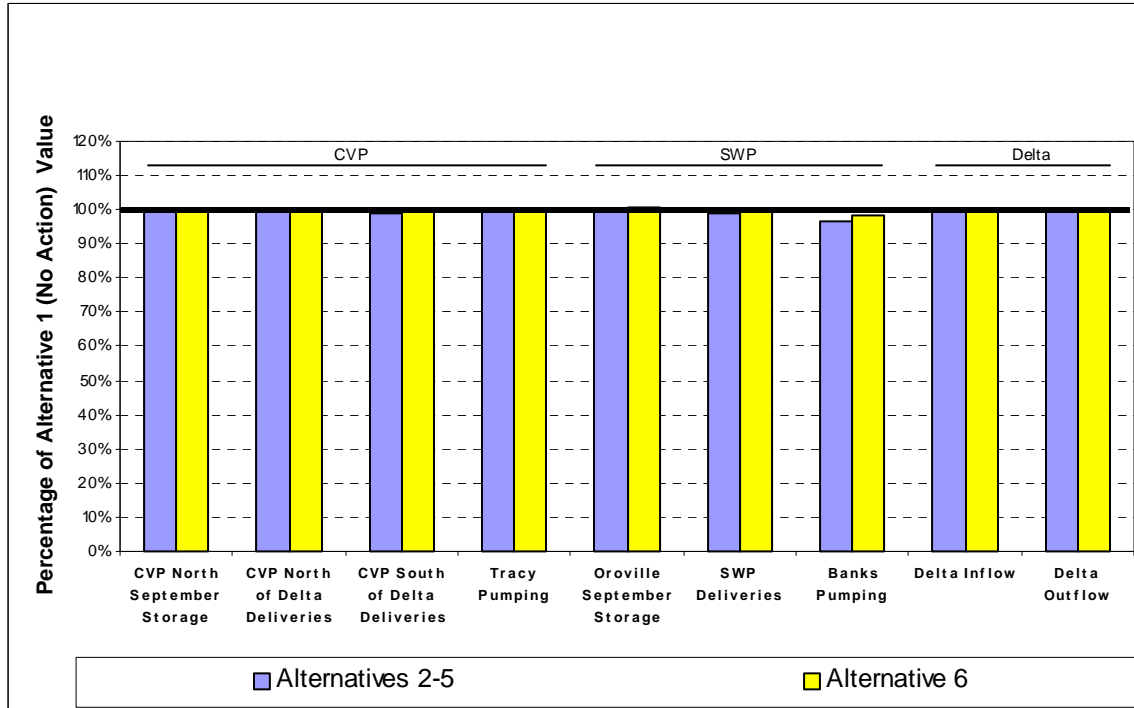 Percentage of Alternative 1 (No Action) Value
120%
110%
100%
90%
80%
70%
60%
50%
40%
30%
20%
10%
0%
CVP
SWP
Delta
CVP North
September
Storage
CVP North
of Delta
Deliveries
CVP South
of Delta
Deliveries
Tracy
Pumping
Oroville
September
Storage
SWP
Deliveries
Banks
Pumping
Delta Inflow
Delta
Outflow
Alternatives 2-5
Alternative 6